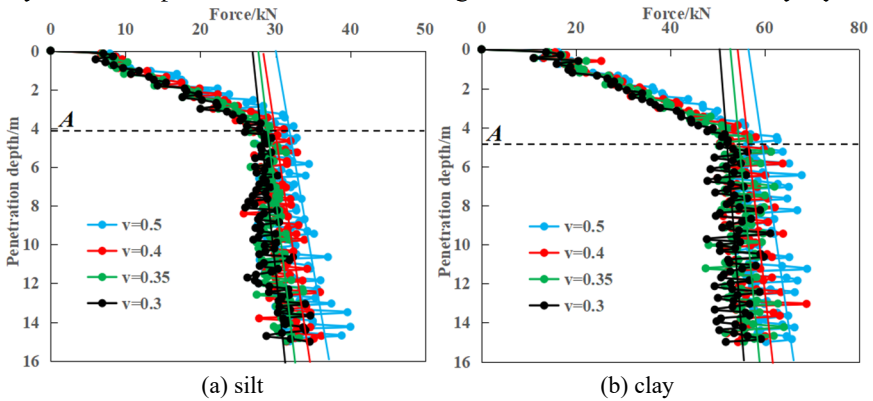 Force/kN
0 10 20 30 40 50
0
2
A
4
6
8
10
12
14
16
Penetration depth/m
v=0.5
v=0.4
v=0.35
v=0.3
(a) silt
Force/kN
0 20 40 60 80
0
2
A
4
6
8
10
12
14
16
Penetration depth/m
v=0.5
v=0.4
v=0.35
v=0.3
(b) clay